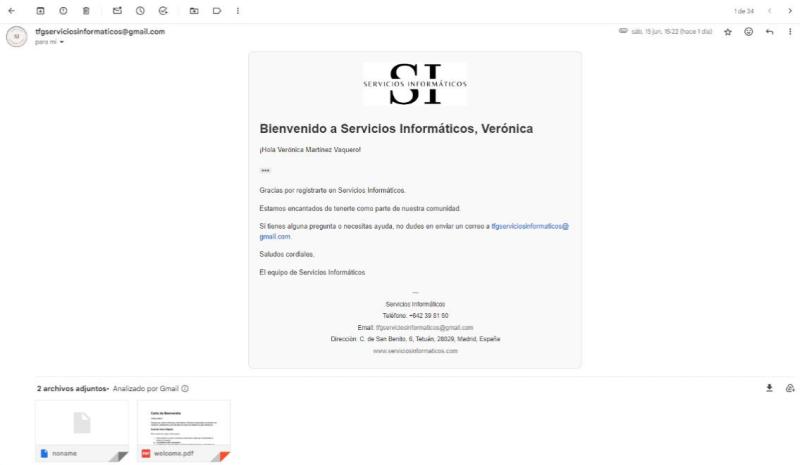 1 de 34
tfgserviciosinformaticos@gmail.com
sáb, 15 jun, 15:22 (hace 1 día)
para mí
SI
SERVICIOS INFORMÁTICOS
Bienvenido a Servicios Informáticos, Verónica
¡Hola Verónica Martínez Vaquero!
Gracias por registrarte en Servicios Informáticos.
Estamos encantados de tenerte como parte de nuestra comunidad.
Si tienes alguna pregunta o necesitas ayuda, no dudes en enviar un correo a tfgserviciosinformaticos@
gmail.com.
Saludos cordiales,
El equipo de Servicios Informáticos
---
Servicios Informáticos
Teléfono: +642 39 81 50
Email: tfgserviciosinformaticos@gmail.com
Dirección: C. de San Benito, 6, Tetuán, 28029, Madrid, España
www.serviciosinformaticos.com
2 archivos adjuntos• Analizado por Gmail
Carta de Bienvenida
noname
PDF welcome.pdf